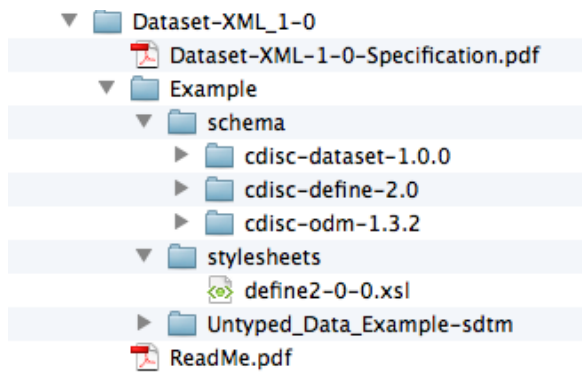 Dataset-XML_1-0
Dataset-XML-1-0-Specification.pdf
Example
schema
cdisc-dataset-1.0.0
cdisc-define-2.0
cdisc-odm-1.3.2
stylesheets
define2-0-0.xsl
Untyped_Data_Example-sdtm
ReadMe.pdf